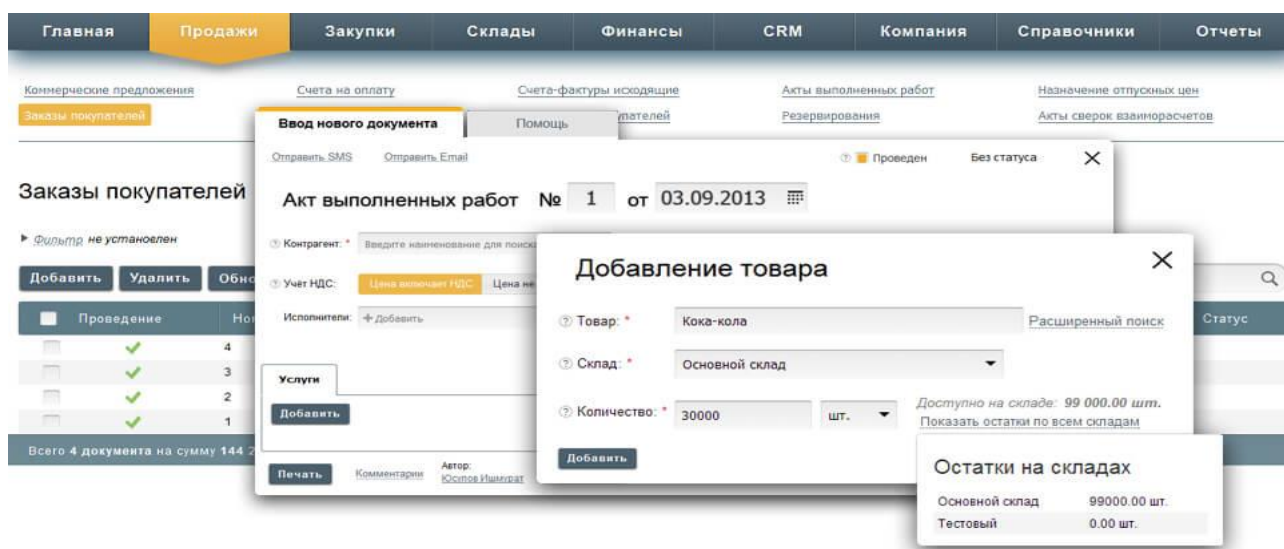 Главная Продажи Закупки Склады Финансы CRM Компания Справочники Отчеты
Коммерческие предложения Счета на оплату Счета-фактуры исходящие Акты выполненных работ Назначение отпускных цен
Заказы покупателей Резервирования Акты сверок взаиморасчетов
Ввод нового документа Помощь
Отправить SMS Отправить Email Проведен Без статуса
Заказы покупателей
Акт выполненных работ № 1 от 03.09.2013
Фильтр не установлен
Контрагент: * Введите наименование для поиска
Добавить Удалить
Учет НДС: Цена включает НДС Цена не
Проведение Статус
Исполнители: + Добавить
4
3
2
1
Услуги
Добавить
Всего 4 документа на сумму 144 2
Печать Комментарии Автор:
Юсупов Ишмурат
Добавление товара
Товар: * Кока-кола Расширенный поиск
Склад: * Основной склад
Количество: * 30000 шт. Доступно на складе: 99 000.00 шт.
Показать остатки по всем складам
Добавить
Остатки на складах
Основной склад 99000.00 шт.
Тестовый 0.00 шт.